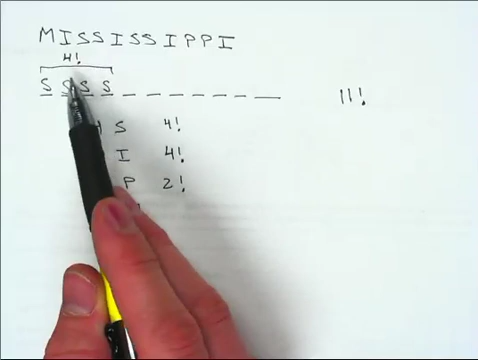 MISSISSIPPI
4!
S S S S _ _ _ _ _ _ _ 11!
S 4!
I 4!
P 2!